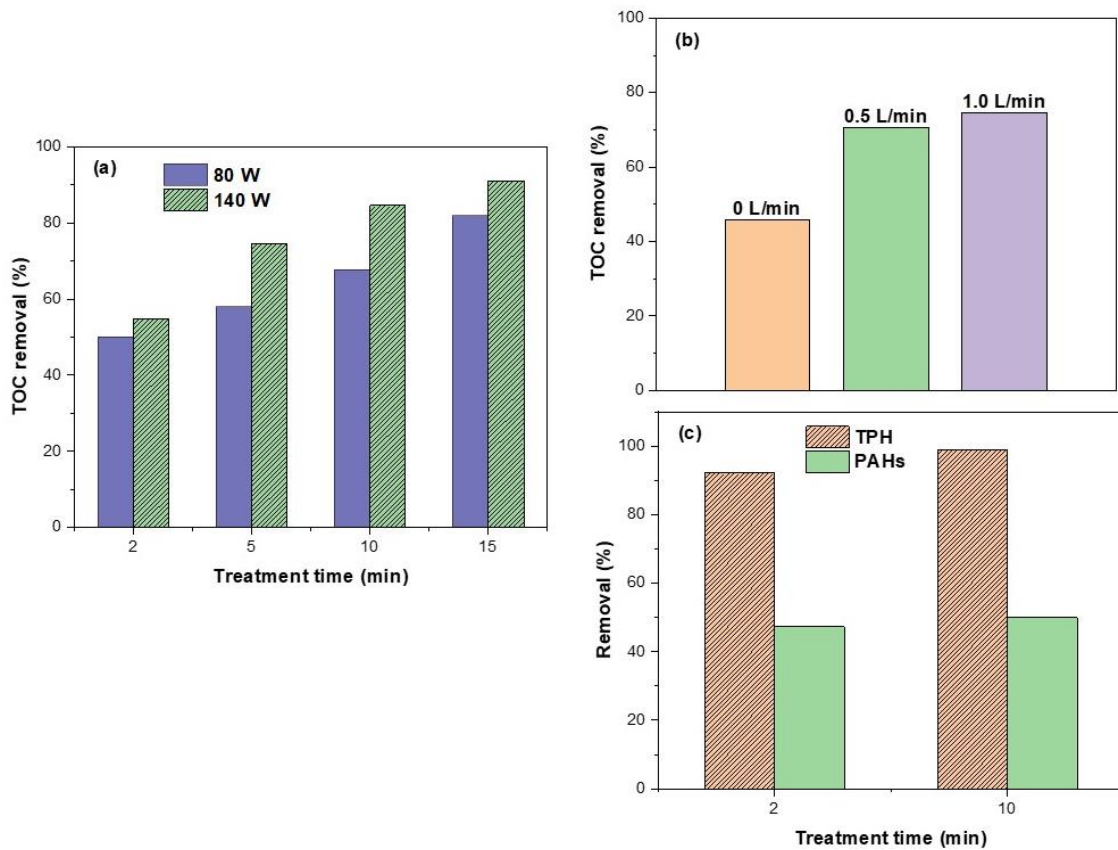 (a)
80 W
140 W
TOC removal (%)
100
80
60
40
20
0
2 5 10 15
Treatment time (min)
(b)
TOC removal (%)
100
80
60
40
20
0
0 L/min
0.5 L/min
1.0 L/min
(c)
TPH
PAHs
Removal (%)
100
80
60
40
20
0
2 10
Treatment time (min)